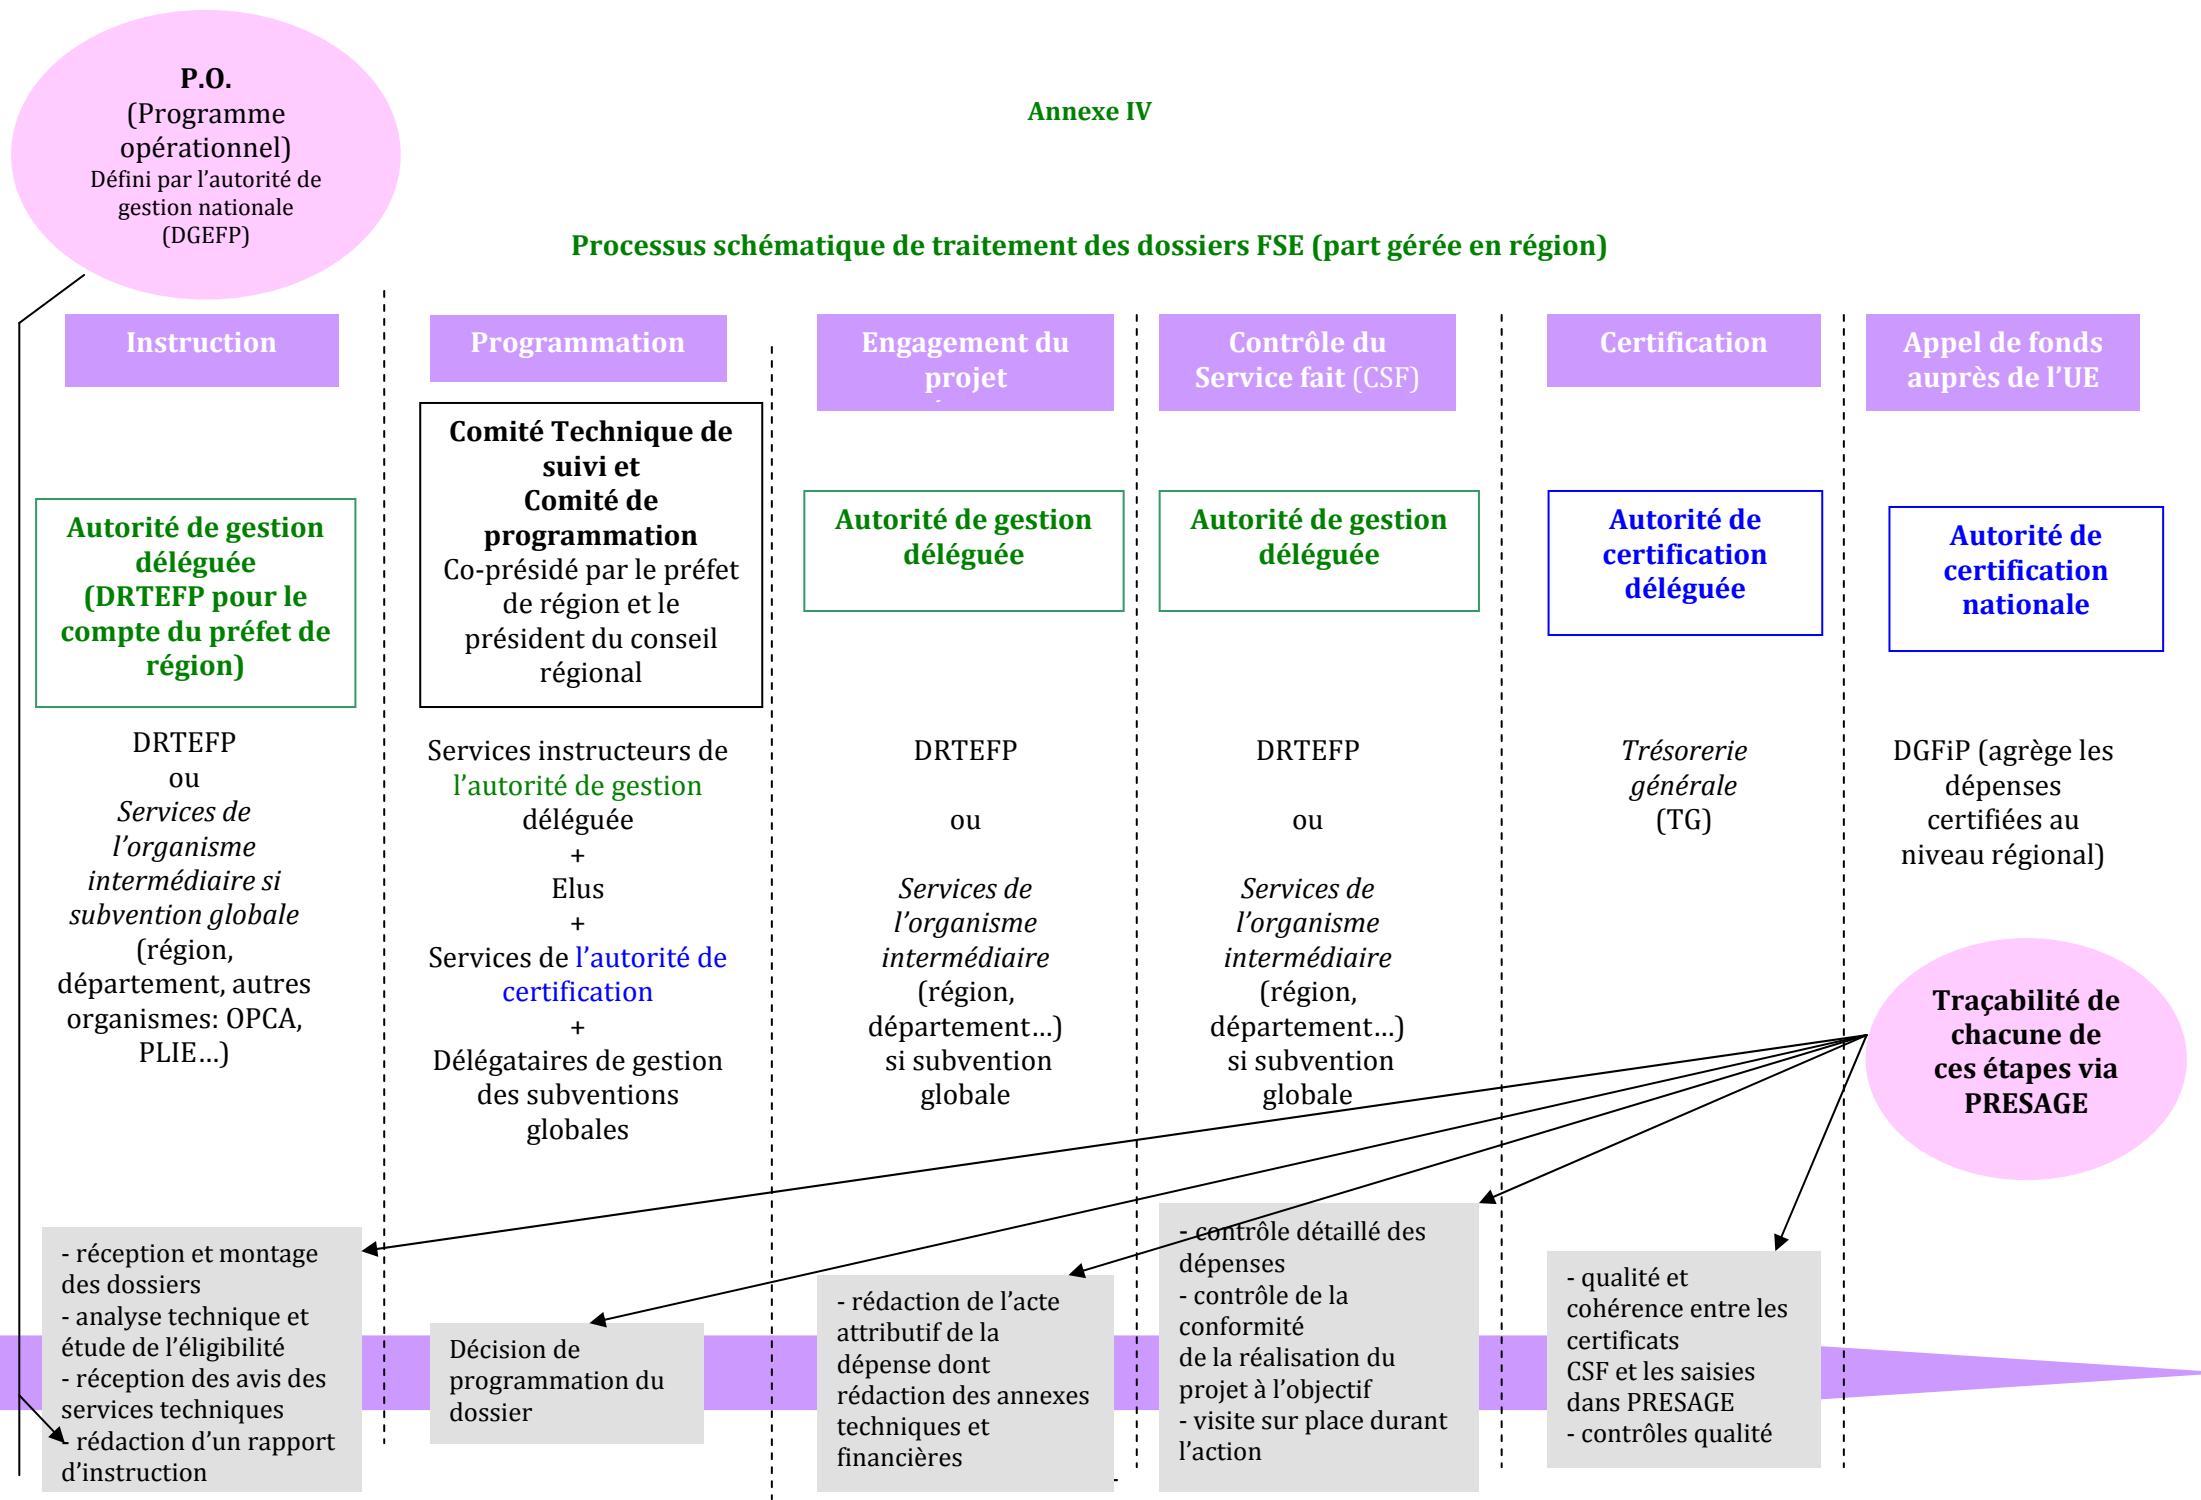 P.O.
(Programme
opérationnel)
Défini par l’autorité de
gestion nationale
(DGEFP)
Annexe IV
Processus schématique de traitement des dossiers FSE (part gérée en région)
Instruction
Autorité de gestion
déléguée
(DRTEFP pour le
compte du préfet de
région)
DRTEFP
ou
Services de
l’organisme
intermédiaire si
subvention globale
(région,
département, autres
organismes: OPCA,
PLIE…)
- réception et montage
des dossiers
- analyse technique et
étude de l’éligibilité
- réception des avis des
services techniques
- rédaction d’un rapport
d’instruction
Programmation
Comité Technique de
suivi et
Comité de
programmation
Co-présidé par le préfet
de région et le
président du conseil
régional
Services instructeurs de
l’autorité de gestion
déléguée
+
Elus
+
Services de l’autorité de
certification
+
Délégataires de gestion
des subventions
globales
Décision de
programmation du
dossier
Engagement du
projet
Autorité de gestion
déléguée
DRTEFP
ou
Services de
l’organisme
intermédiaire
(région,
département…)
si subvention
globale
- rédaction de l’acte
attributif de la
dépense dont
rédaction des annexes
techniques et
financières
Contrôle du
Service fait (CSF)
Autorité de gestion
déléguée
DRTEFP
ou
Services de
l’organisme
intermédiaire
(région,
département…)
si subvention
globale
- contrôle détaillé des
dépenses
- contrôle de la
conformité
de la réalisation du
projet à l’objectif
- visite sur place durant
l’action
Certification
Autorité de
certification
déléguée
Trésorerie
générale
(TG)
- qualité et
cohérence entre les
certificats
CSF et les saisies
dans PRESAGE
- contrôles qualité
Appel de fonds
auprès de l’UE
Autorité de
certification
nationale
DGFiP (agrège les
dépenses
certifiées au
niveau régional)
Traçabilité de
chacune de
ces étapes via
PRESAGE